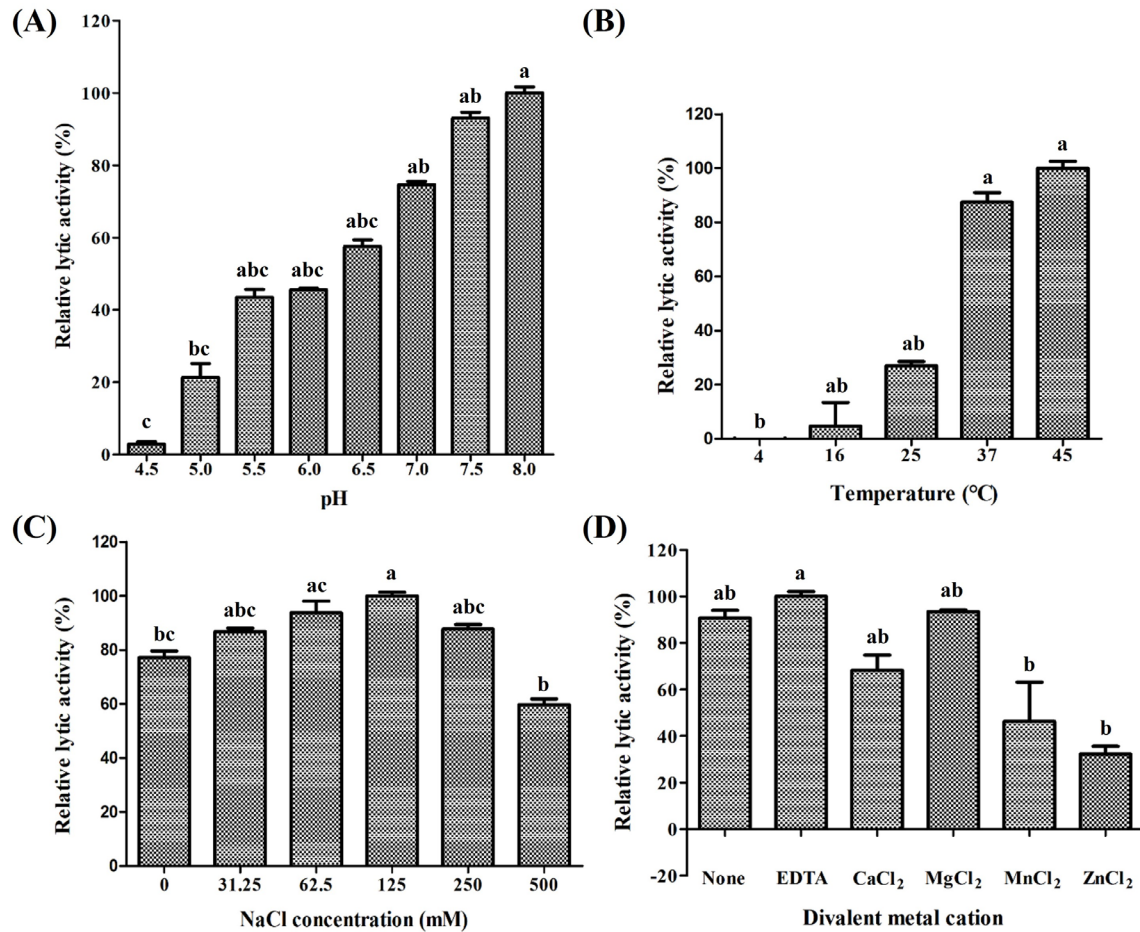 (A)
Relative lytic activity (%)
120
100
80
60
40
20
0
c
bc
abc
abc
abc
ab
ab
a
4.5 5.0 5.5 6.0 6.5 7.0 7.5 8.0
pH
(B)
Relative lytic activity (%)
120
100
80
60
40
20
0
b
ab
ab
a
a
4 16 25 37 45
Temperature (°C)
(C)
Relative lytic activity (%)
120
100
80
60
40
20
0
bc
abc
ac
a
abc
b
0 31.25 62.5 125 250 500
NaCl concentration (mM)
(D)
Relative lytic activity (%)
120
100
80
60
40
20
0
-20
ab
a
ab
ab
b
b
None EDTA CaCl₂ MgCl₂ MnCl₂ ZnCl₂
Divalent metal cation